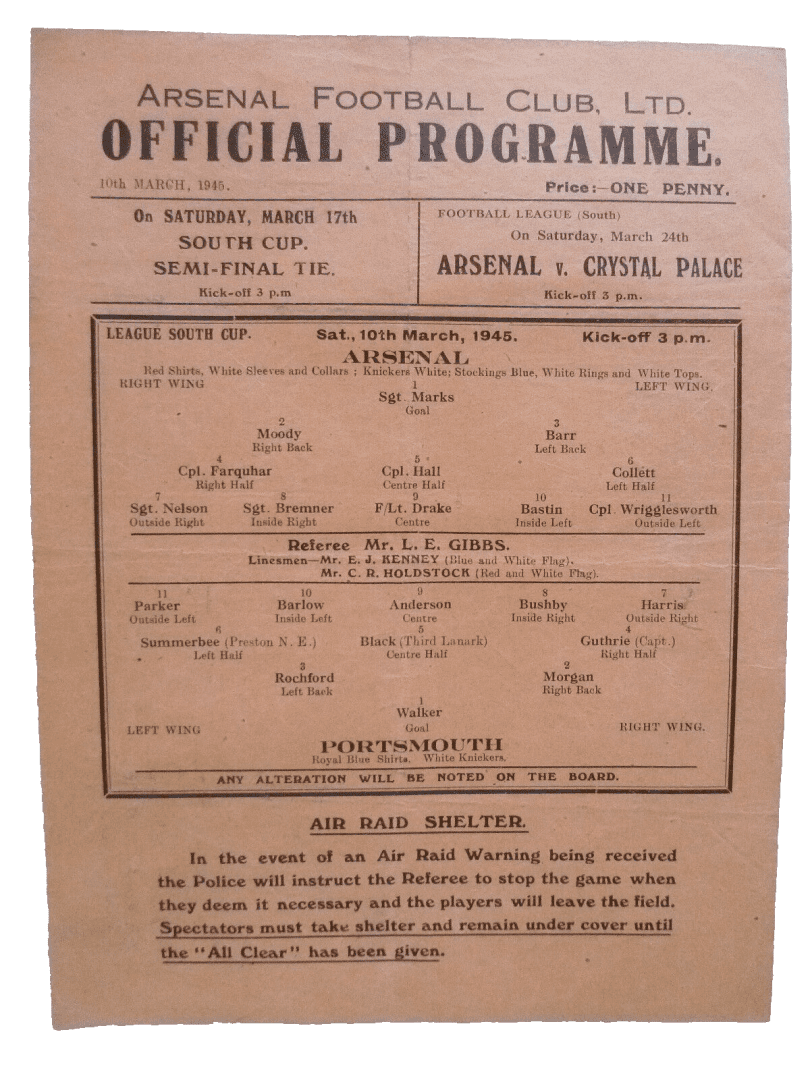 ARSENAL FOOTBALL CLUB, LTD.
OFFICIAL PROGRAMME.
10th MARCH, 1945.
Price:—ONE PENNY.
On SATURDAY, MARCH 17th
SOUTH CUP.
SEMI-FINAL TIE.
Kick-off 3 p.m
FOOTBALL LEAGUE (South)
On Saturday, March 24th
ARSENAL v. CRYSTAL PALACE
Kick-off 3 p.m.
LEAGUE SOUTH CUP. Sat., 10th March, 1945. Kick-off 3 p.m.
ARSENAL
Red Shirts, White Sleeves and Collars ; Knickers White; Stockings Blue, White Rings and White Tops.
RIGHT WING 1 LEFT WING.
Sgt. Marks
Goal
2 3
Moody Barr
Right Back Left Back
4 5 6
Cpl. Farquhar Cpl. Hall Collett
Right Half Centre Half Left Half
7 8 9 10 11
Sgt. Nelson Sgt. Bremner F/Lt. Drake Bastin Cpl. Wrigglesworth
Outside Right Inside Right Centre Inside Left Outside Left
Referee Mr. L. E. GIBBS.
Linesmen—Mr. E. J. KENNEY (Blue and White Flag).
Mr. C. R. HOLDSTOCK (Red and White Flag).
11 10 9 8 7
Parker Barlow Anderson Bushby Harris
Outside Left Inside Left Centre Inside Right Outside Right
6 5 4
Summerbee (Preston N. E.) Black (Third Lanark) Guthrie (Capt.)
Left Half Centre Half Right Half
3 2
Rochford Morgan
Left Back Right Back
1
Walker
LEFT WING Goal RIGHT WING.
PORTSMOUTH
Royal Blue Shirts. White Knickers.
ANY ALTERATION WILL BE NOTED ON THE BOARD.
AIR RAID SHELTER.
In the event of an Air Raid Warning being received
the Police will instruct the Referee to stop the game when
they deem it necessary and the players will leave the field.
Spectators must take shelter and remain under cover until
the "All Clear" has been given.